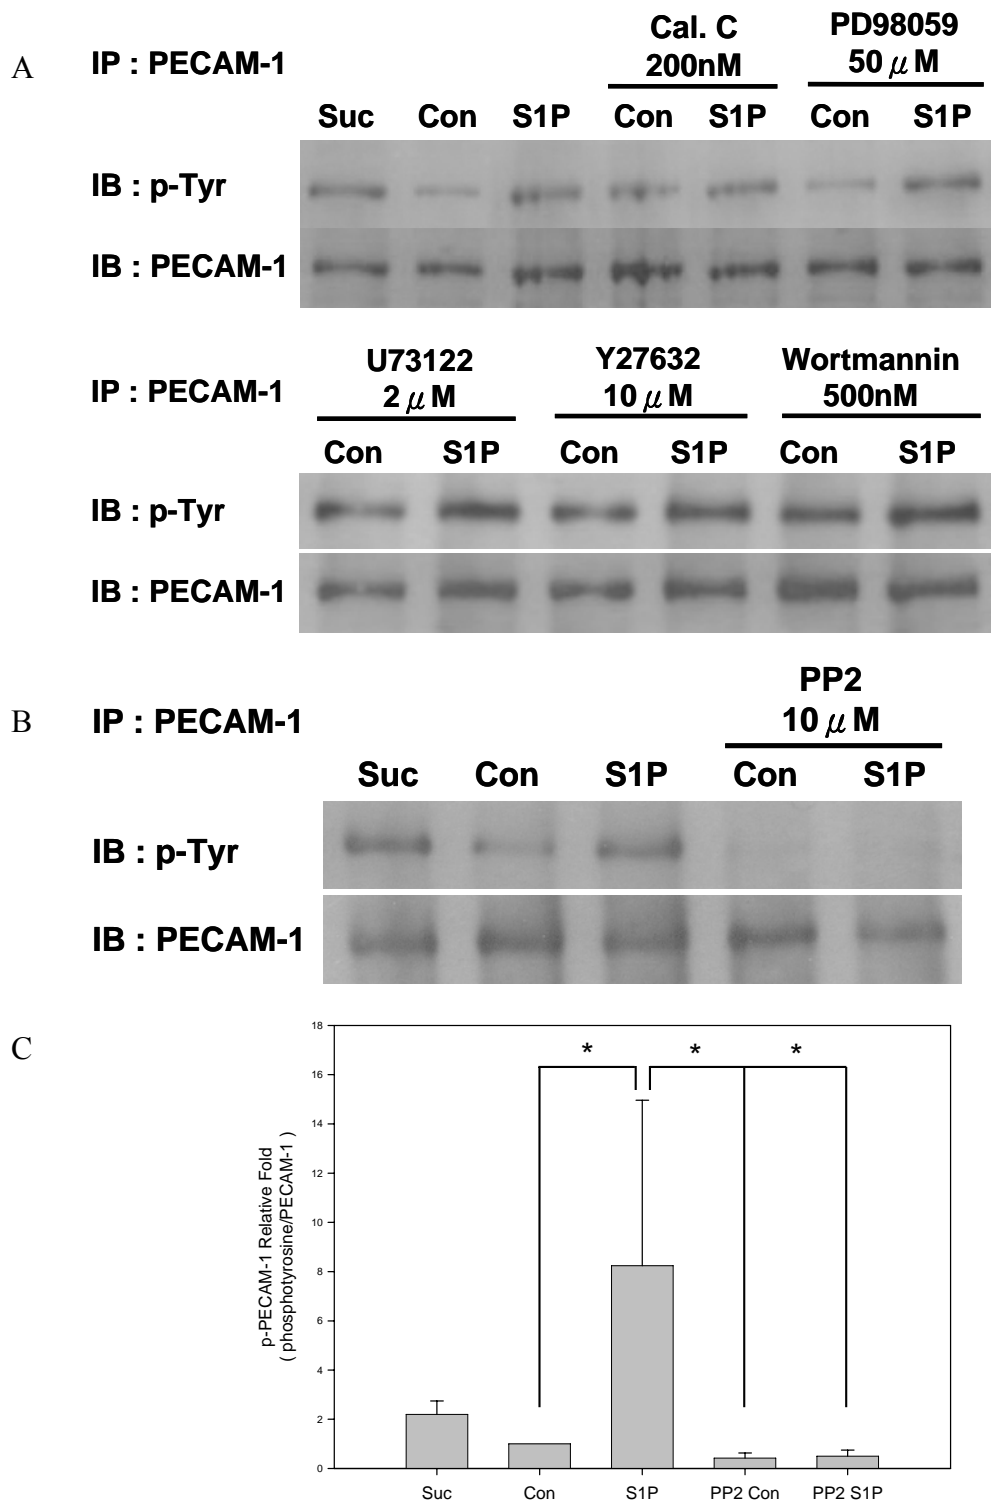 A
IP : PECAM-1
Cal. C
200nM
PD98059
50 μ M
Suc Con S1P Con S1P Con S1P
IB : p-Tyr
IB : PECAM-1
IP : PECAM-1
U73122
2 μ M
Y27632
10 μ M
Wortmannin
500nM
Con S1P Con S1P Con S1P
IB : p-Tyr
IB : PECAM-1
B
IP : PECAM-1
PP2
10 μ M
Suc Con S1P Con S1P
IB : p-Tyr
IB : PECAM-1
C
p-PECAM-1 Relative Fold
( phosphotyrosine/PECAM-1 )
18
16
14
12
10
8
6
4
2
0
* * *
Suc Con S1P PP2 Con PP2 S1P